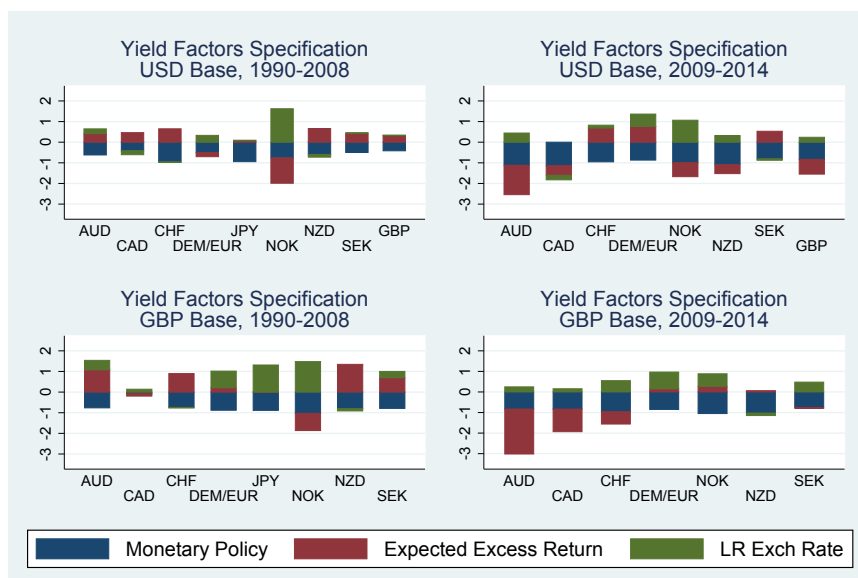 Yield Factors Specification
USD Base, 1990-2008
2
1
0
-1
-2
-3
AUD CHF JPY NZD GBP
CAD DEM/EUR NOK SEK
Yield Factors Specification
USD Base, 2009-2014
2
1
0
-1
-2
-3
AUD CHF NOK SEK
CAD DEM/EUR NZD GBP
Yield Factors Specification
GBP Base, 1990-2008
2
1
0
-1
-2
-3
AUD CHF JPY NZD
CAD DEM/EUR NOK SEK
Yield Factors Specification
GBP Base, 2009-2014
2
1
0
-1
-2
-3
AUD CHF NOK SEK
CAD DEM/EUR NZD
Monetary Policy Expected Excess Return LR Exch Rate